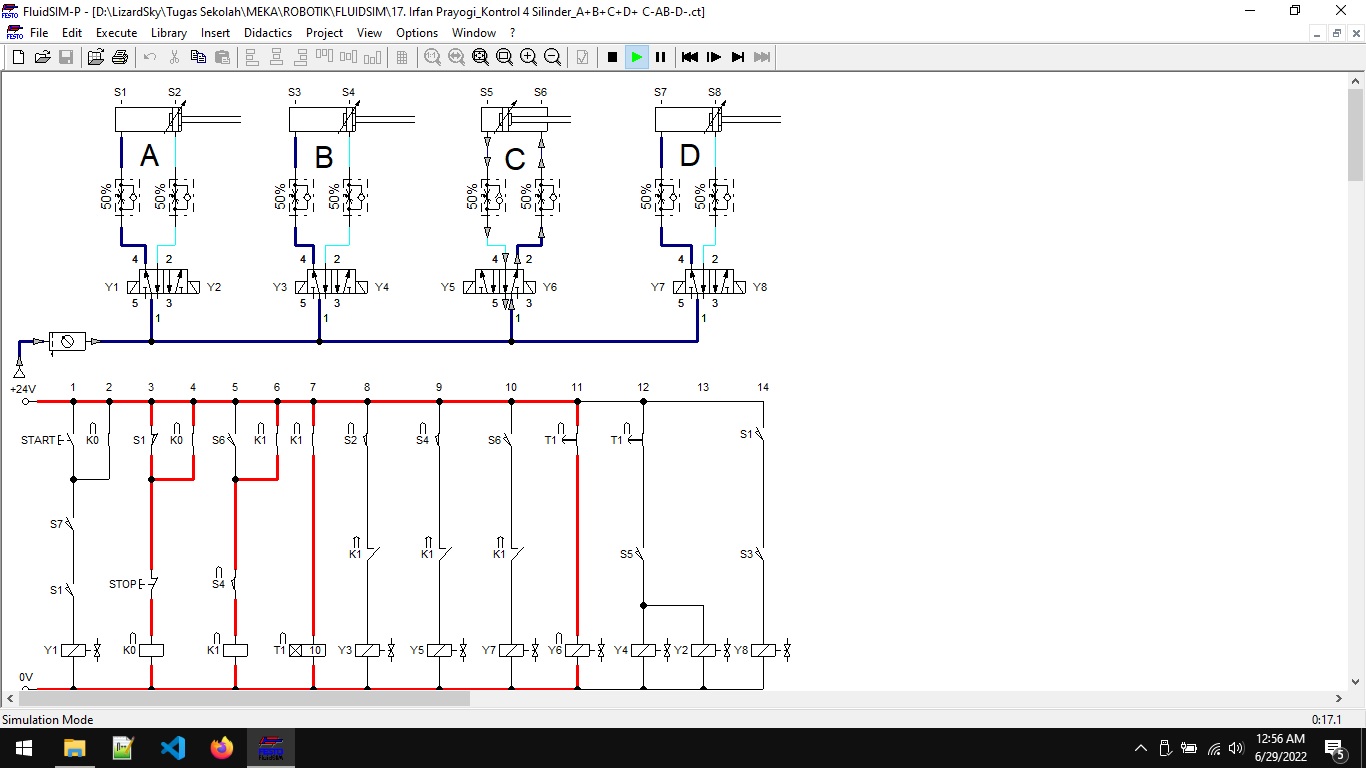 FluidSIM-P - [D:\LizardSky\Tugas Sekolah\MEKA\ROBOTIK\FLUIDSIM\17. Irfan Prayogi_Kontrol 4 Silinder_A+B+C+D+ C-AB-D-.ct]
File Edit Execute Library Insert Didactics Project View Options Window ?
S1 S2 S3 S4 S5 S6 S7 S8
A B C D
50% 50% 50% 50% 50% 50% 50% 50%
4 2 4 2 4 2 4 2
Y1 Y2 Y3 Y4 Y5 Y6 Y7 Y8
5 3 5 3 5 3 5 3
1 1 1 1
+24V 1 2 3 4 5 6 7 8 9 10 11 12 13 14
START K0 S1 K0 S6 K1 K1 S2 S4 S6 T1 T1 S1
S7 K1 K1 K1 S5 S3
S1 STOP S4
Y1 K0 K1 T1 10 Y3 Y5 Y7 Y6 Y4 Y2 Y8
0V
Simulation Mode 0:17.1
12:56 AM
6/29/2022
5